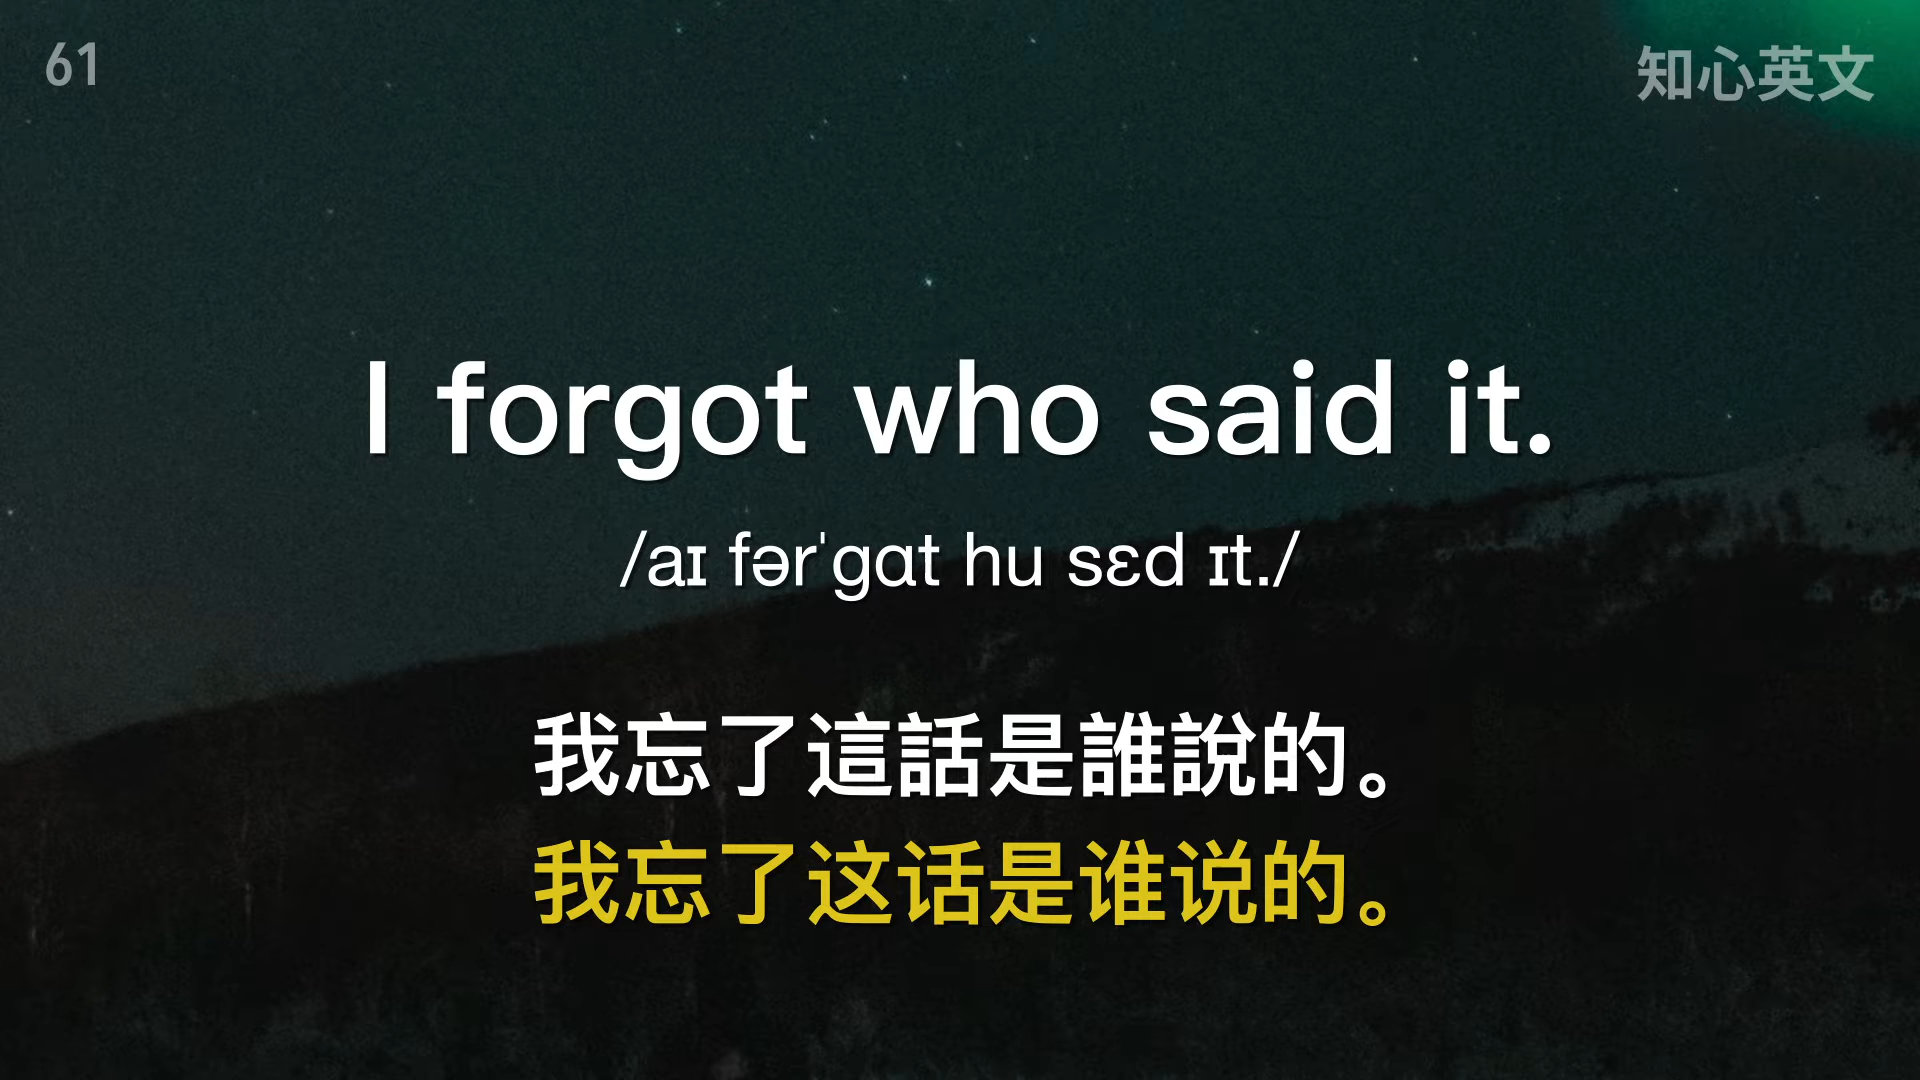 61
知心英文
I forgot who said it.
/aɪ fərˈɡɑt hu sɛd ɪt./
我忘了這話是誰說的。
我忘了这话是谁说的。